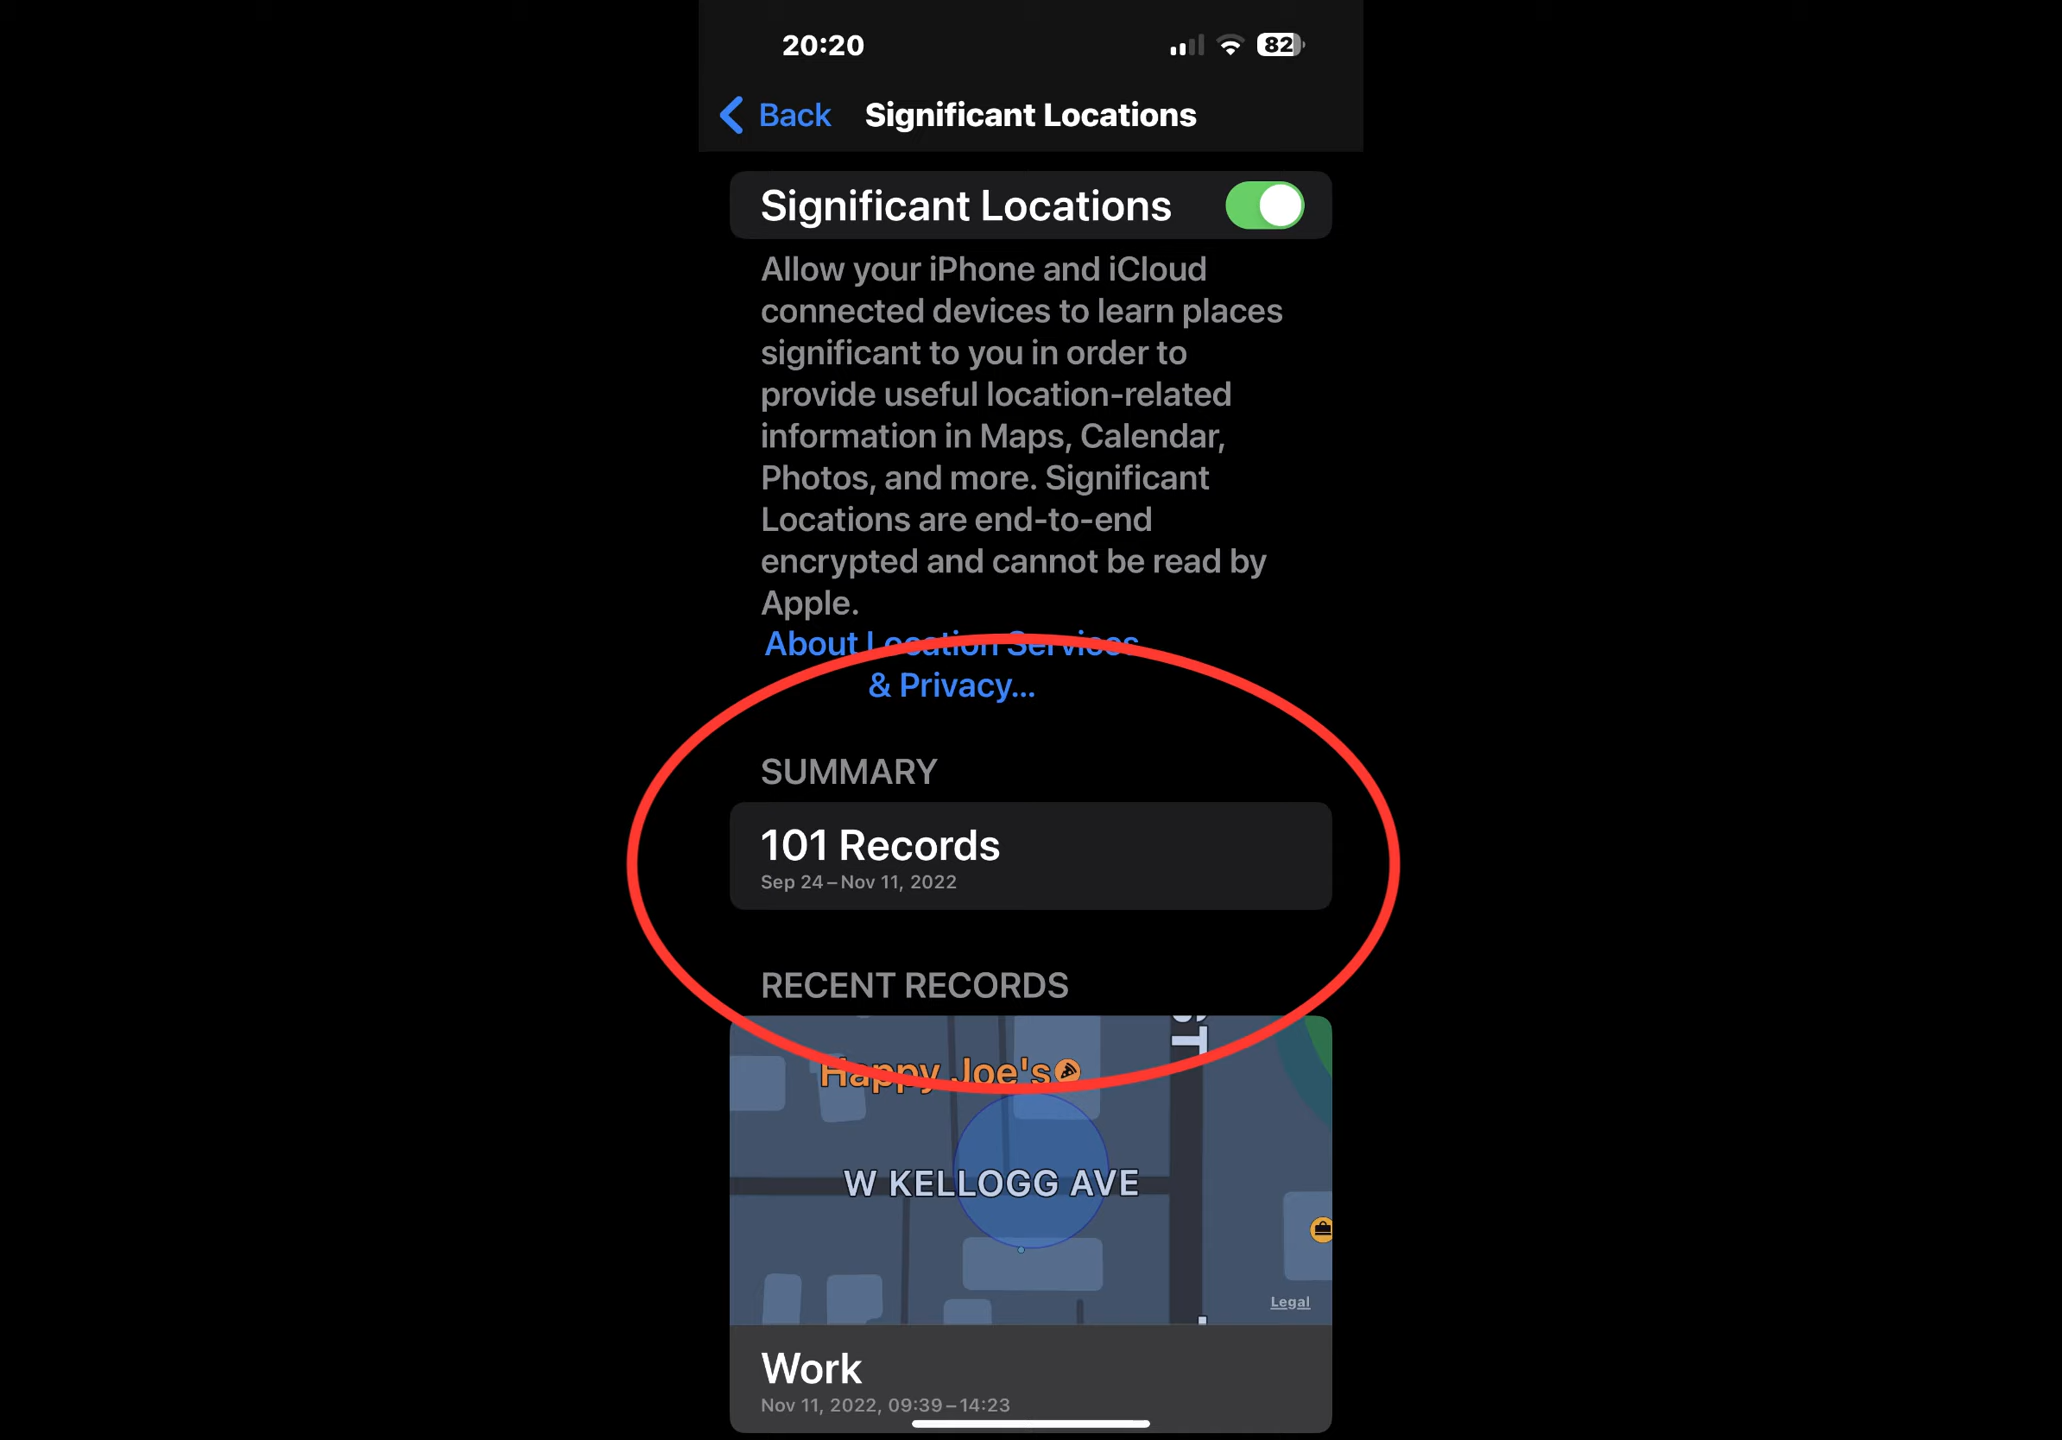 20:20
82
Back
Significant Locations
Significant Locations
Allow your iPhone and iCloud
connected devices to learn places
significant to you in order to
provide useful location-related
information in Maps, Calendar,
Photos, and more. Significant
Locations are end-to-end
encrypted and cannot be read by
Apple.
About Location Services
& Privacy...
SUMMARY
101 Records
Sep 24–Nov 11, 2022
RECENT RECORDS
ST
Happy Joe's
W KELLOGG AVE
Legal
Work
Nov 11, 2022, 09:39–14:23